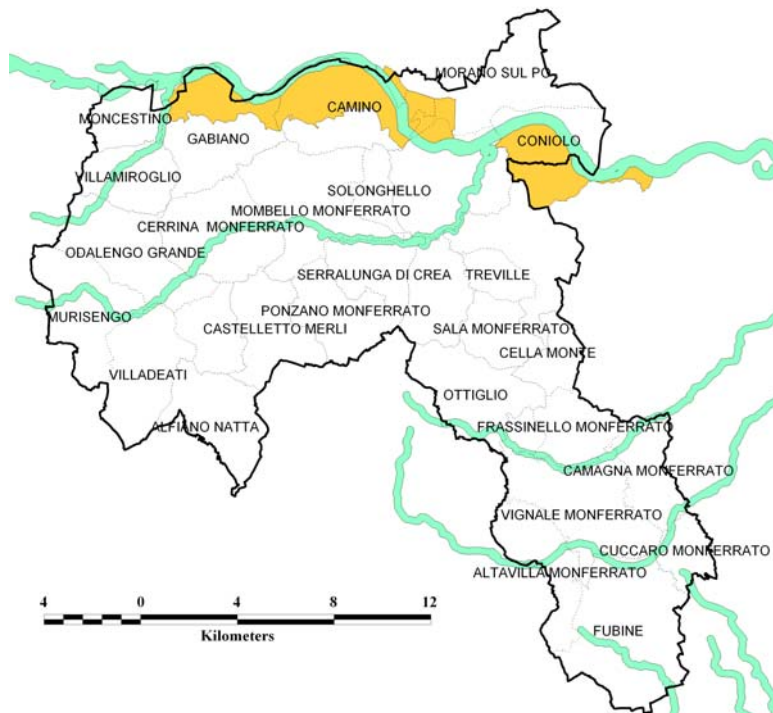 MORANO SUL PO
CAMINO
MONCESTINO
GABIANO
CONIOLO
VILLAMIROGLIO
SOLONGHELLO
MOMBELLO MONFERRATO
CERRINA MONFERRATO
ODALENGO GRANDE
SERRALUNGA DI CREA
TREVILLE
PONZANO MONFERRATO
MURISENGO
CASTELLETTO MERLI
SALA MONFERRATO
CELLA MONTE
VILLADEATI
OTTIGLIO
ALFIANO NATTA
FRASSINELLO MONFERRATO
CAMAGNA MONFERRATO
VIGNALE MONFERRATO
CUCCARO MONFERRATO
ALTAVILLA MONFERRATO
4 0 4 8 12
Kilometers
FUBINE